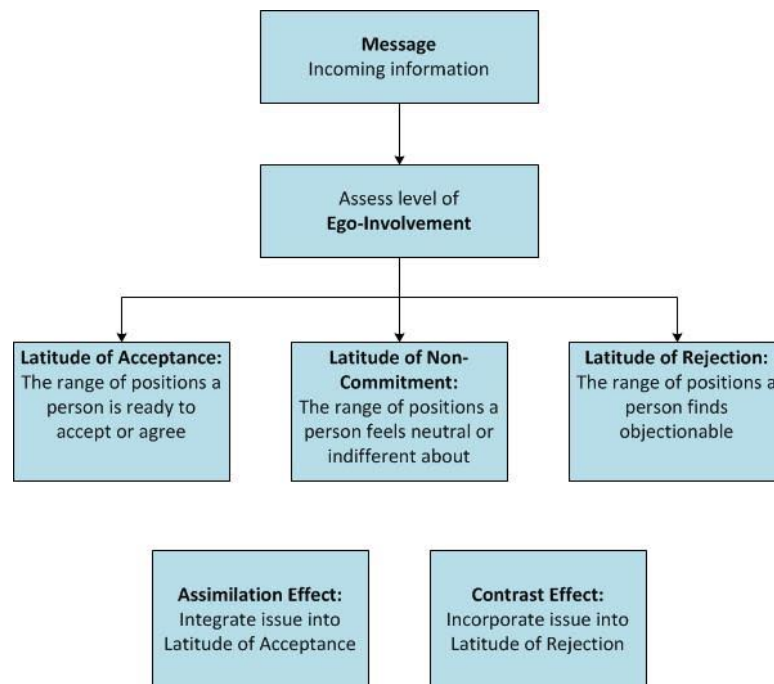 Message
Incoming information
Assess level of
Ego-Involvement
Latitude of Acceptance:
The range of positions a
person is ready to
accept or agree
Latitude of Non-
Commitment:
The range of positions a
person feels neutral or
indifferent about
Latitude of Rejection:
The range of positions a
person finds
objectionable
Assimilation Effect:
Integrate issue into
Latitude of Acceptance
Contrast Effect:
Incorporate issue into
Latitude of Rejection